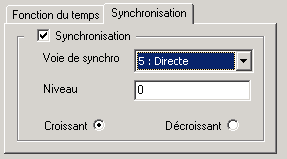 Fonction du temps Synchronisation
Synchronisation
Voie de synchro 5 : Directe
Niveau 0
Croissant Décroissant